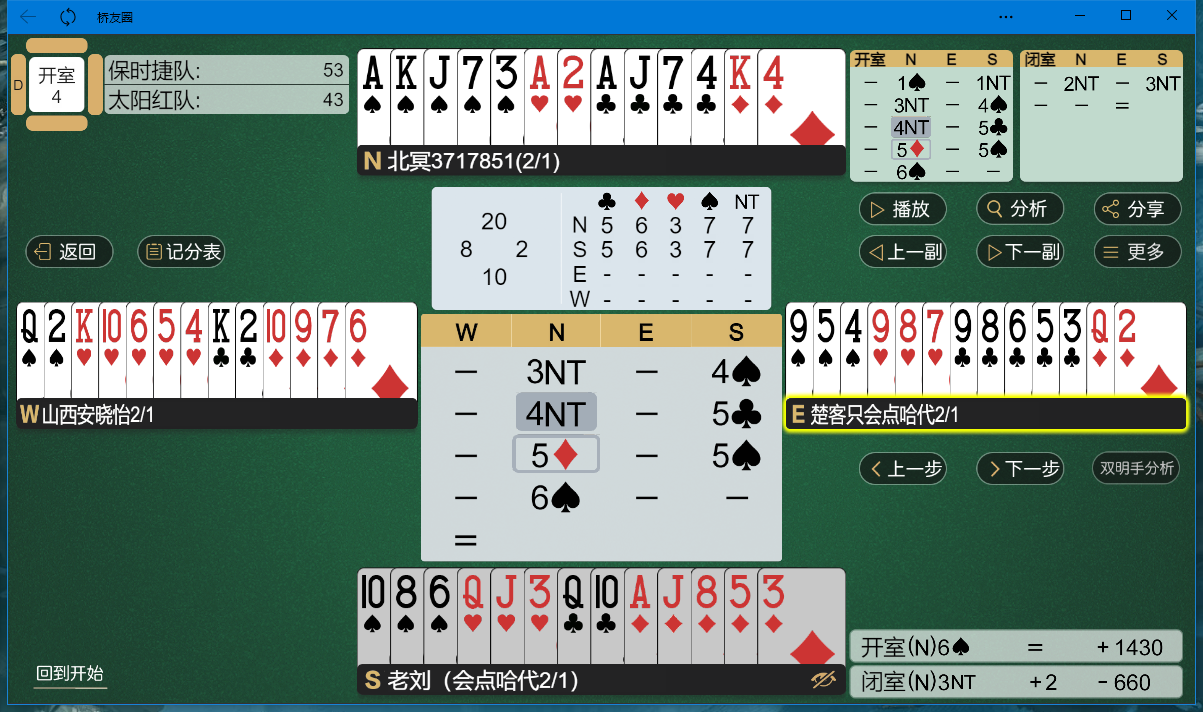 桥友园
开室
4
D
保时捷队: 53
太阳红队: 43
返回
记分表
A K J 7 3 A 2 A J 7 4 K 4
♠ ♠ ♠ ♠ ♠ ♥ ♥ ♣ ♣ ♣ ♣ ♦ ♦
N 北冥3717851(2/1)
开室 N E S
– 1♠ – 1NT
– 3NT – 4♠
– 4NT – 5♣
– 5♦ – 5♠
– 6♠ – –
闭室 N E S
– 2NT – 3NT
– – =
播放 分析 分享
上一副 下一副 更多
20
8 2
10
♣ ♦ ♥ ♠ NT
N 5 6 3 7 7
S 5 6 3 7 7
E - - - - -
W - - - - -
Q 2 K 10 6 5 4 K 2 10 9 7 6
♠ ♠ ♥ ♥ ♥ ♥ ♥ ♣ ♣ ♦ ♦ ♦ ♦
W 山西安晓怡2/1
W N E S
– 3NT – 4♠
– 4NT – 5♣
– 5♦ – 5♠
– 6♠ – –
=
9 5 4 9 8 7 9 8 6 5 3 Q 2
♠ ♠ ♠ ♥ ♥ ♥ ♣ ♣ ♣ ♣ ♣ ♦ ♦
E 楚客只会点哈代2/1
上一步 下一步 双明手分析
10 8 6 Q J 3 Q 10 A J 8 5 3
♠ ♠ ♠ ♥ ♥ ♥ ♣ ♣ ♦ ♦ ♦ ♦ ♦
S 老刘（会点哈代2/1）
回到开始
开室(N)6♠ = +1430
闭室(N)3NT +2 -660